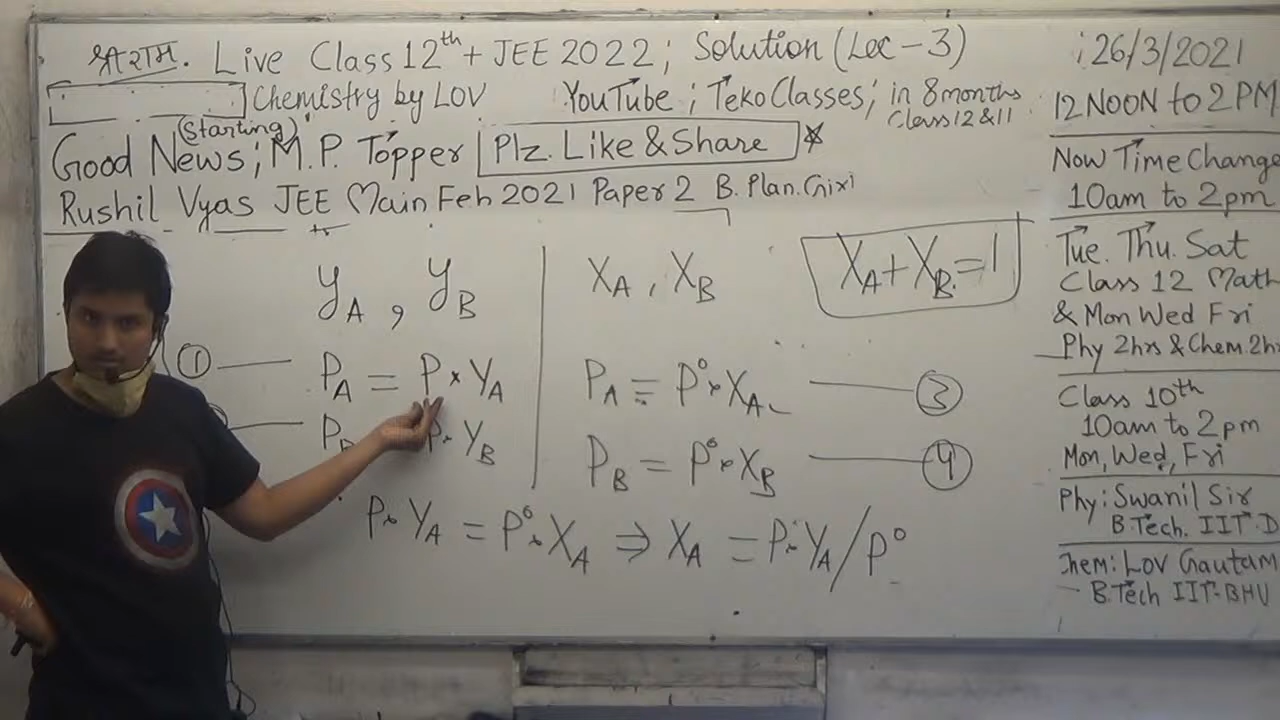 श्री राम. Live Class 12th + JEE 2022 ; Solution (Lec - 3)
Chemistry by LOV YouTube ; TekoClasses ; in 8 months
Class 12 & 11
(Starting)
Good News ; M.P. Topper Plz. Like & Share
Rushil Vyas JEE Main Feb 2021 Paper 2 B. Plan.
yA , yB
① PA = P × YA
P × YB
XA , XB
XA + XB = 1
PA = P° × XA ③
PB = P° × XB ④
P × YA = P° × XA ⇒ XA = P × YA / P°
26/3/2021
12 NOON to 2 PM
Now Time Change
10am to 2pm
Tue. Thu. Sat
Class 12 Math
& Mon Wed Fri
Phy 2hrs & Chem. 2hr
Class 10th
10am to 2pm
Mon, Wed, Fri
Phy : Swanil Sir
B.Tech. IIT-D
Chem: Lov Gautam
B.Tech IIT-BHU